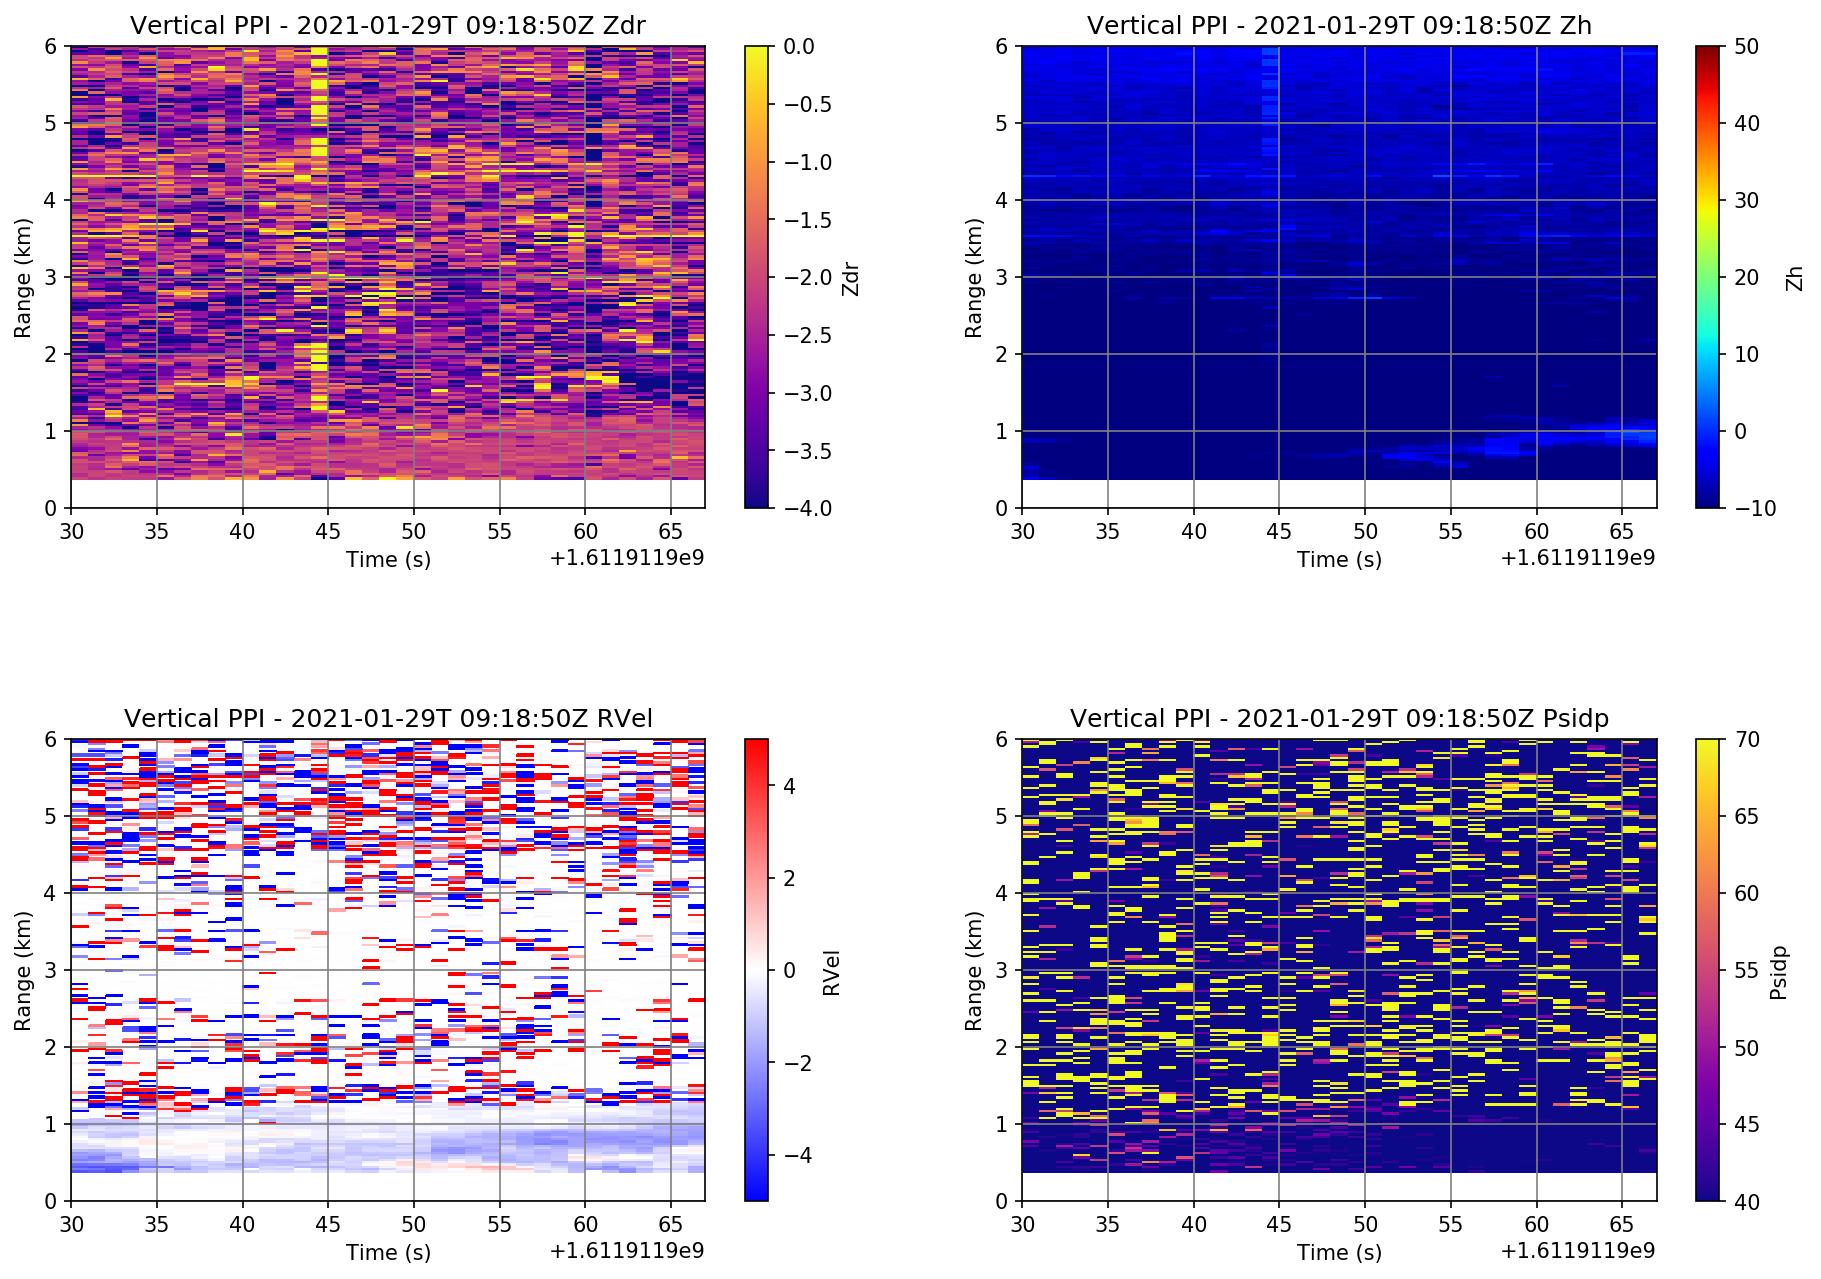 Vertical PPI - 2021-01-29T 09:18:50Z Zdr
6
5
4
3
2
1
0
Range (km)
30 35 40 45 50 55 60 65
Time (s)
+1.6119119e9
0.0
−0.5
−1.0
−1.5
−2.0
−2.5
−3.0
−3.5
−4.0
Zdr
Vertical PPI - 2021-01-29T 09:18:50Z Zh
6
5
4
3
2
1
0
Range (km)
30 35 40 45 50 55 60 65
Time (s)
+1.6119119e9
50
40
30
20
10
0
−10
Zh
Vertical PPI - 2021-01-29T 09:18:50Z RVel
6
5
4
3
2
1
0
Range (km)
30 35 40 45 50 55 60 65
Time (s)
+1.6119119e9
4
2
0
−2
−4
RVel
Vertical PPI - 2021-01-29T 09:18:50Z Psidp
6
5
4
3
2
1
0
Range (km)
30 35 40 45 50 55 60 65
Time (s)
+1.6119119e9
70
65
60
55
50
45
40
Psidp